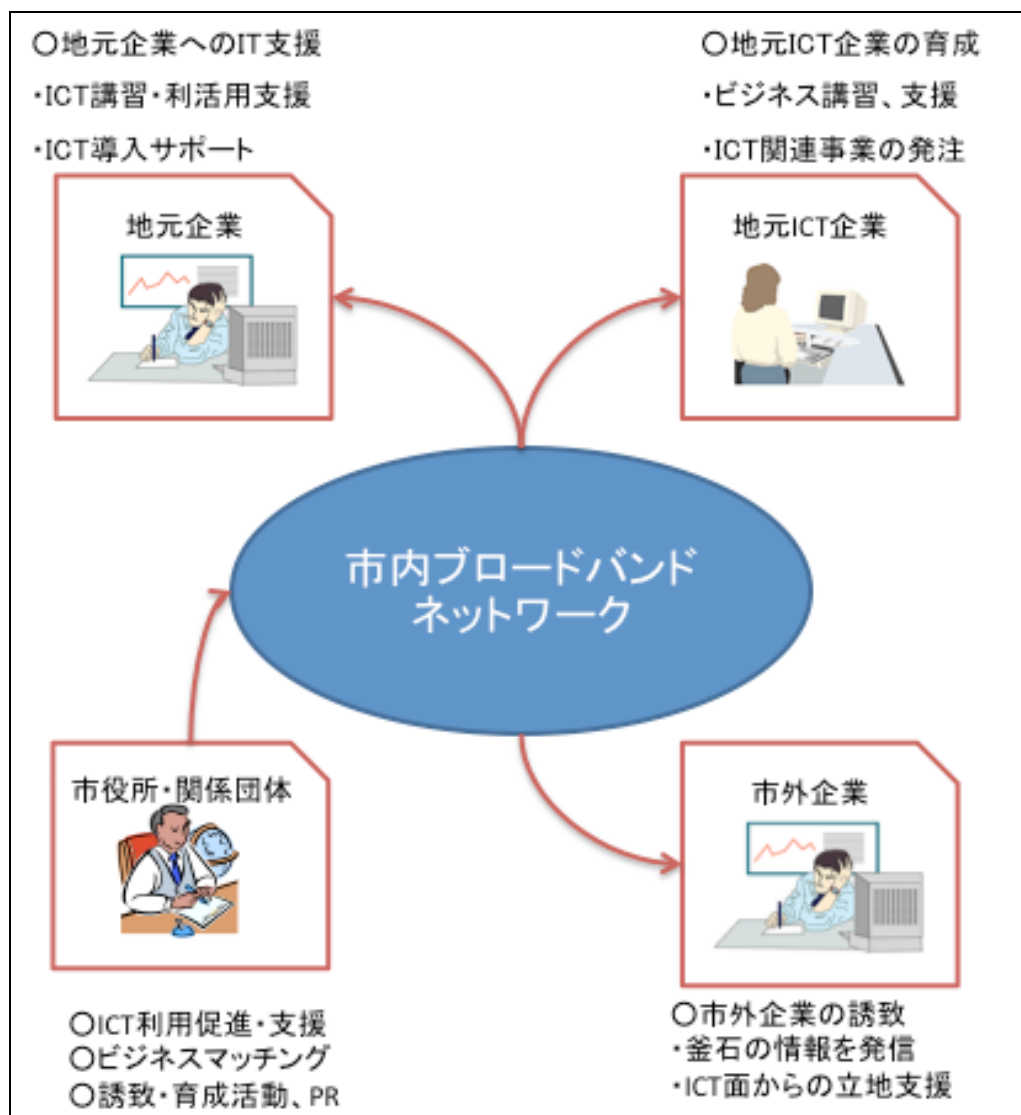 ○地元企業へのIT支援
・ICT講習・利活用支援
・ICT導入サポート
地元企業
○地元ICT企業の育成
・ビジネス講習、支援
・ICT関連事業の発注
地元ICT企業
市内ブロードバンド
ネットワーク
市役所・関係団体
○ICT利用促進・支援
○ビジネスマッチング
○誘致・育成活動、PR
市外企業
○市外企業の誘致
・釜石の情報を発信
・ICT面からの立地支援